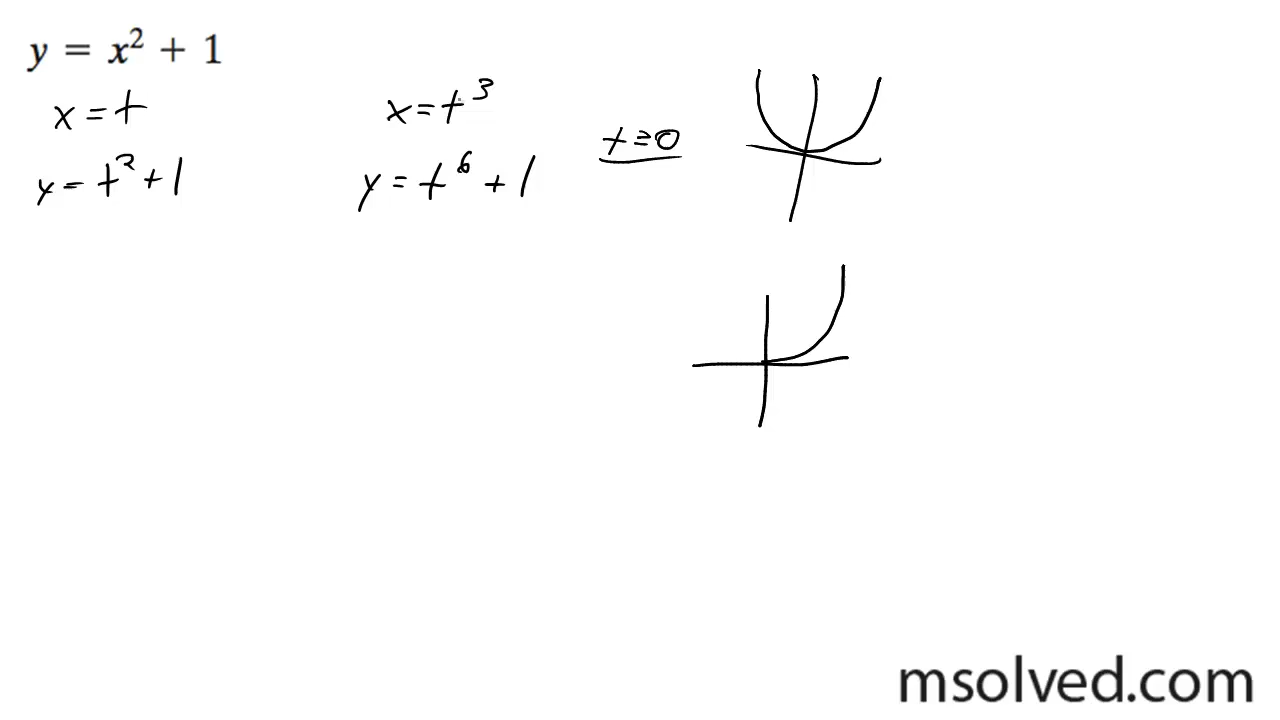 y = x² + 1
x = t
y = t² + 1
x = t³
y = t⁶ + 1
t ≥ 0
msolved.com